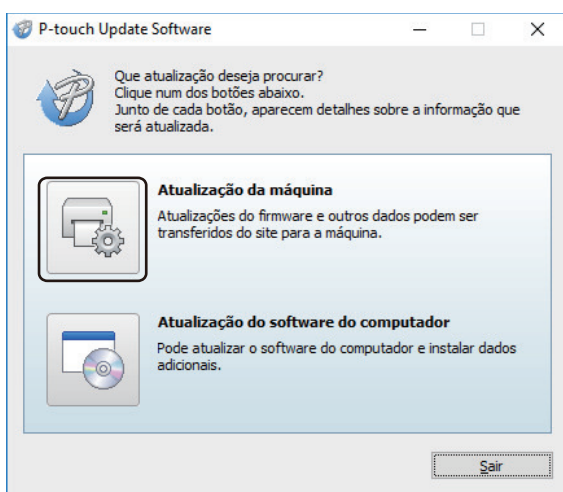 P-touch Update Software
Que atualização deseja procurar?
Clique num dos botões abaixo.
Junto de cada botão, aparecem detalhes sobre a informação que
será atualizada.
Atualização da máquina
Atualizações do firmware e outros dados podem ser
transferidos do site para a máquina.
Atualização do software do computador
Pode atualizar o software do computador e instalar dados
adicionais.
Sair